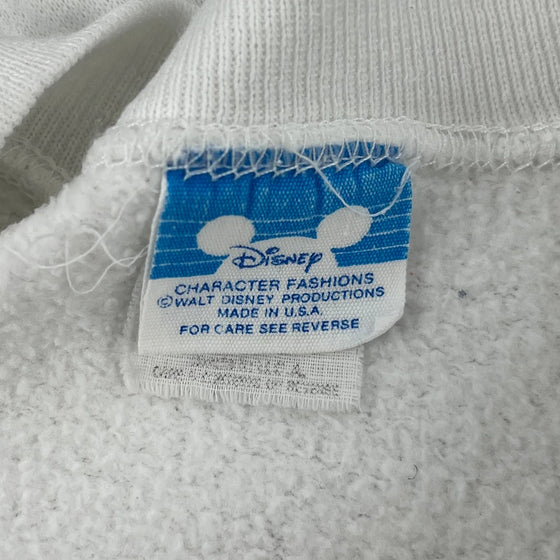 Disney
CHARACTER FASHIONS
© WALT DISNEY PRODUCTIONS
MADE IN U.S.A.
FOR CARE SEE REVERSE